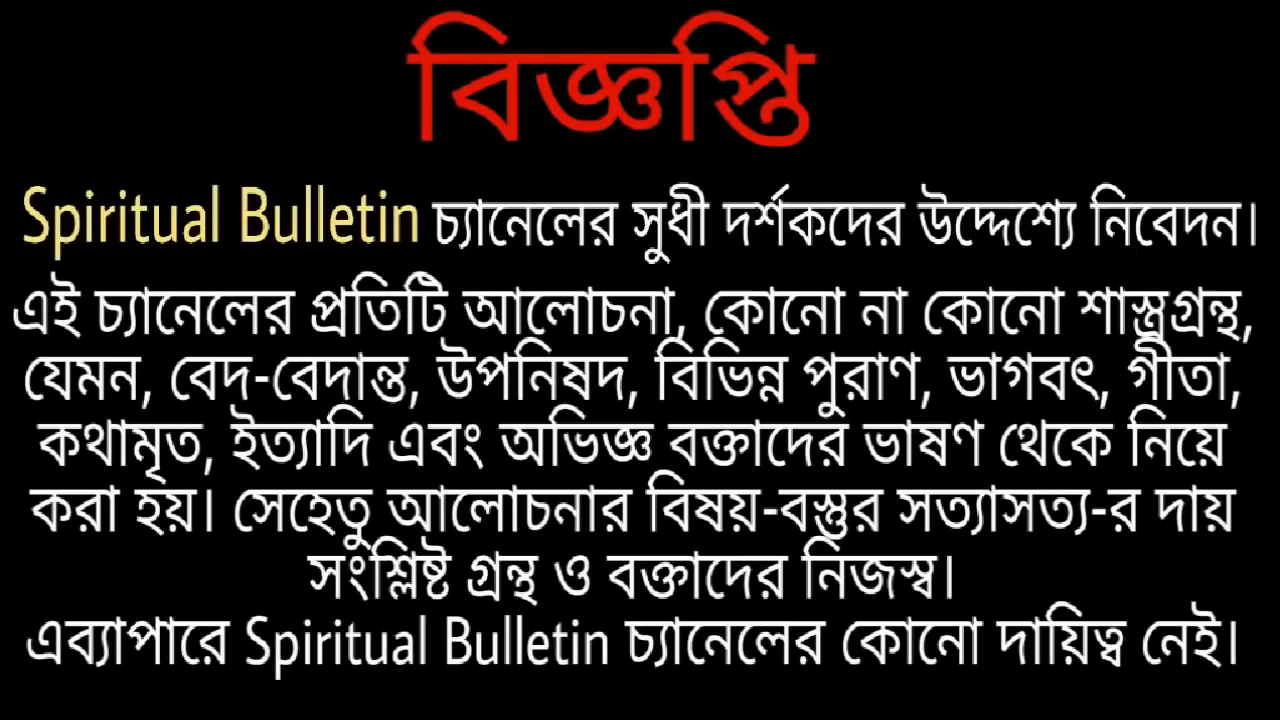 বিজ্ঞপ্তি
Spiritual Bulletin চ্যানেলের সুধী দর্শকদের উদ্দেশ্যে নিবেদন।
এই চ্যানেলের প্রতিটি আলোচনা, কোনো না কোনো শাস্ত্রগ্রন্থ,
যেমন, বেদ-বেদান্ত, উপনিষদ, বিভিন্ন পুরাণ, ভাগবৎ, গীতা,
কথামৃত, ইত্যাদি এবং অভিজ্ঞ বক্তাদের ভাষণ থেকে নিয়ে
করা হয়। সেহেতু আলোচনার বিষয়-বস্তুর সত্যাসত্য-র দায়
সংশ্লিষ্ট গ্রন্থ ও বক্তাদের নিজস্ব।
এব্যাপারে Spiritual Bulletin চ্যানেলের কোনো দায়িত্ব নেই।